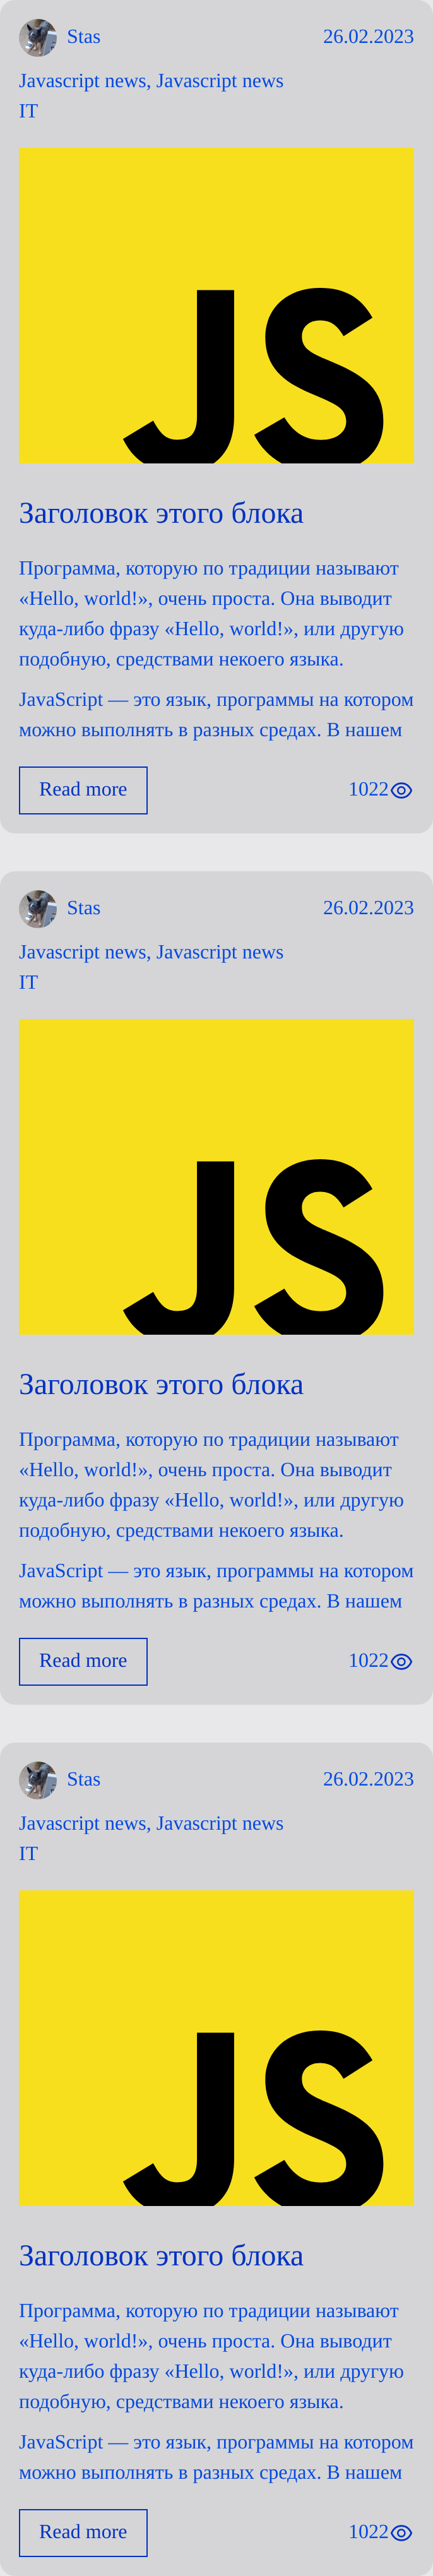 Stas 26.02.2023
Javascript news, Javascript news
IT
JS
Заголовок этого блока
Программа, которую по традиции называют
«Hello, world!», очень проста. Она выводит
куда-либо фразу «Hello, world!», или другую
подобную, средствами некоего языка.
JavaScript — это язык, программы на котором
можно выполнять в разных средах. В нашем
Read more 1022
Stas 26.02.2023
Javascript news, Javascript news
IT
JS
Заголовок этого блока
Программа, которую по традиции называют
«Hello, world!», очень проста. Она выводит
куда-либо фразу «Hello, world!», или другую
подобную, средствами некоего языка.
JavaScript — это язык, программы на котором
можно выполнять в разных средах. В нашем
Read more 1022
Stas 26.02.2023
Javascript news, Javascript news
IT
JS
Заголовок этого блока
Программа, которую по традиции называют
«Hello, world!», очень проста. Она выводит
куда-либо фразу «Hello, world!», или другую
подобную, средствами некоего языка.
JavaScript — это язык, программы на котором
можно выполнять в разных средах. В нашем
Read more 1022